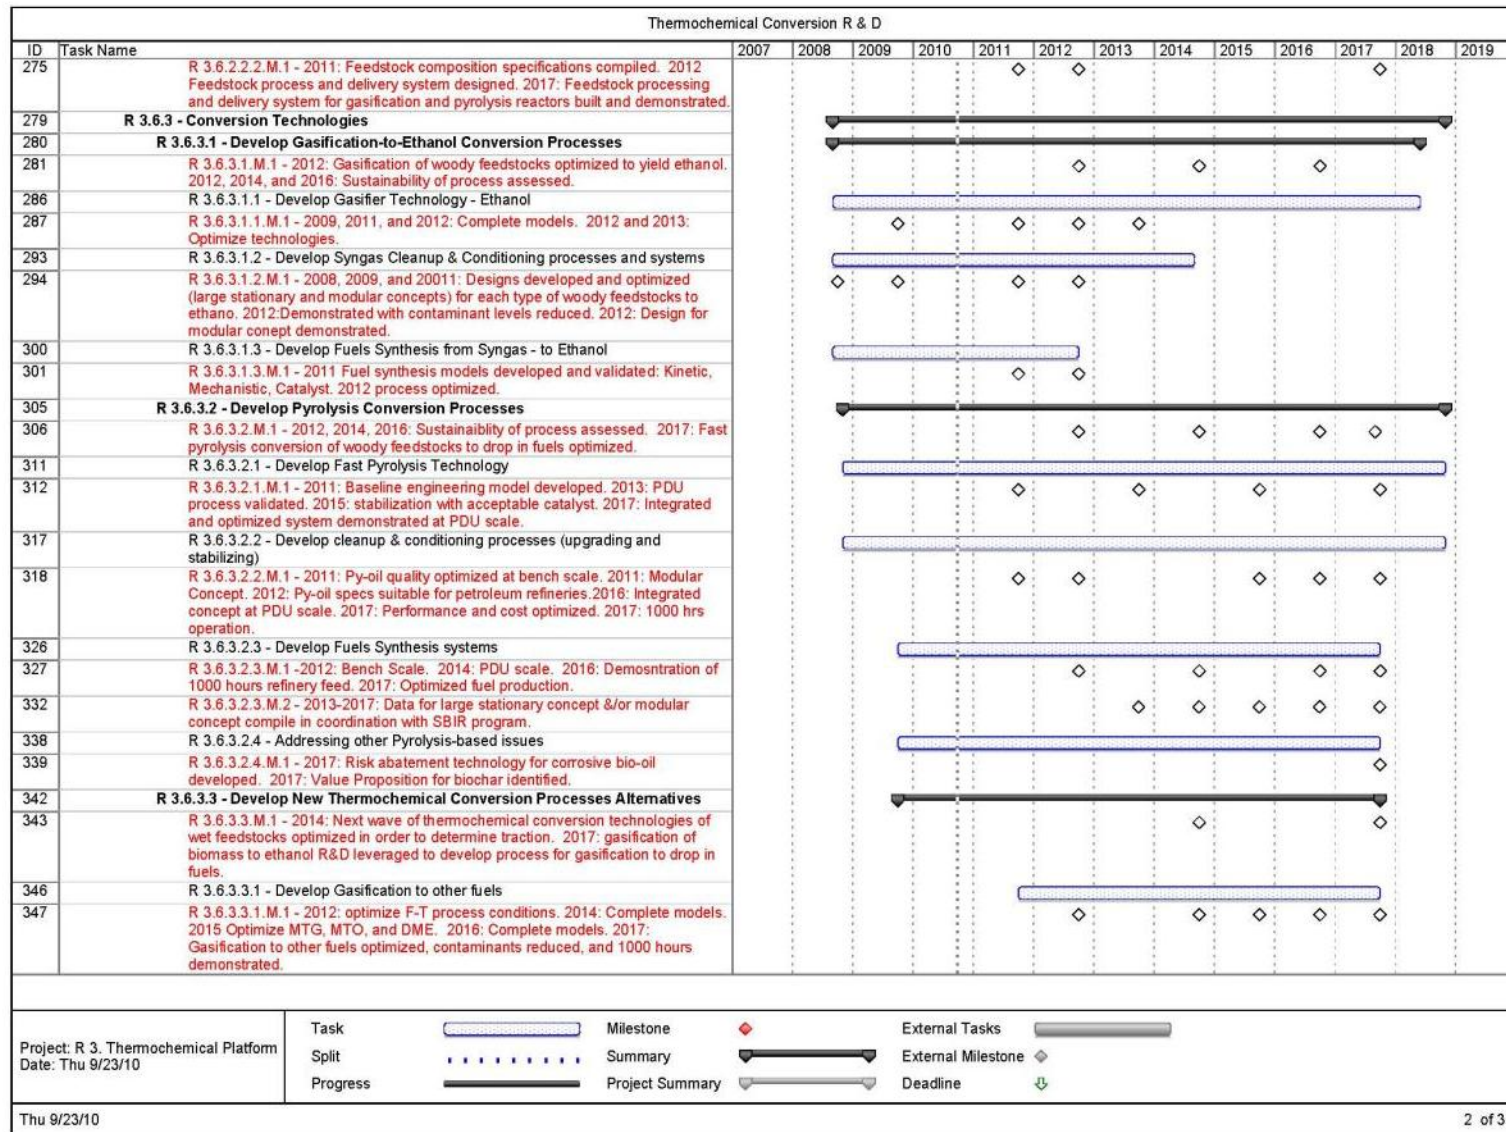 Thermochemical Conversion R & D
ID Task Name 2007 2008 2009 2010 2011 2012 2013 2014 2015 2016 2017 2018 2019
275 R 3.6.2.2.2.M.1 - 2011: Feedstock composition specifications compiled. 2012
Feedstock process and delivery system designed. 2017: Feedstock processing
and delivery system for gasification and pyrolysis reactors built and demonstrated.
279 R 3.6.3 - Conversion Technologies
280 R 3.6.3.1 - Develop Gasification-to-Ethanol Conversion Processes
281 R 3.6.3.1.M.1 - 2012: Gasification of woody feedstocks optimized to yield ethanol.
2012, 2014, and 2016: Sustainability of process assessed.
286 R 3.6.3.1.1 - Develop Gasifier Technology - Ethanol
287 R 3.6.3.1.1.M.1 - 2009, 2011, and 2012: Complete models. 2012 and 2013:
Optimize technologies.
293 R 3.6.3.1.2 - Develop Syngas Cleanup & Conditioning processes and systems
294 R 3.6.3.1.2.M.1 - 2008, 2009, and 20011: Designs developed and optimized
(large stationary and modular concepts) for each type of woody feedstocks to
ethano. 2012:Demonstrated with contaminant levels reduced. 2012: Design for
modular conept demonstrated.
300 R 3.6.3.1.3 - Develop Fuels Synthesis from Syngas - to Ethanol
301 R 3.6.3.1.3.M.1 - 2011 Fuel synthesis models developed and validated: Kinetic,
Mechanistic, Catalyst. 2012 process optimized.
305 R 3.6.3.2 - Develop Pyrolysis Conversion Processes
306 R 3.6.3.2.M.1 - 2012, 2014, 2016: Sustainaiblity of process assessed. 2017: Fast
pyrolysis conversion of woody feedstocks to drop in fuels optimized.
311 R 3.6.3.2.1 - Develop Fast Pyrolysis Technology
312 R 3.6.3.2.1.M.1 - 2011: Baseline engineering model developed. 2013: PDU
process validated. 2015: stabilization with acceptable catalyst. 2017: Integrated
and optimized system demonstrated at PDU scale.
317 R 3.6.3.2.2 - Develop cleanup & conditioning processes (upgrading and
stabilizing)
318 R 3.6.3.2.2.M.1 - 2011: Py-oil quality optimized at bench scale. 2011: Modular
Concept. 2012: Py-oil specs suitable for petroleum refineries.2016: Integrated
concept at PDU scale. 2017: Performance and cost optimized. 2017: 1000 hrs
operation.
326 R 3.6.3.2.3 - Develop Fuels Synthesis systems
327 R 3.6.3.2.3.M.1 -2012: Bench Scale. 2014: PDU scale. 2016: Demosntration of
1000 hours refinery feed. 2017: Optimized fuel production.
332 R 3.6.3.2.3.M.2 - 2013-2017: Data for large stationary concept &/or modular
concept compile in coordination with SBIR program.
338 R 3.6.3.2.4 - Addressing other Pyrolysis-based issues
339 R 3.6.3.2.4.M.1 - 2017: Risk abatement technology for corrosive bio-oil
developed. 2017: Value Proposition for biochar identified.
342 R 3.6.3.3 - Develop New Thermochemical Conversion Processes Alternatives
343 R 3.6.3.3.M.1 - 2014: Next wave of thermochemical conversion technologies of
wet feedstocks optimized in order to determine traction. 2017: gasification of
biomass to ethanol R&D leveraged to develop process for gasification to drop in
fuels.
346 R 3.6.3.3.1 - Develop Gasification to other fuels
347 R 3.6.3.3.1.M.1 - 2012: optimize F-T process conditions. 2014: Complete models.
2015 Optimize MTG, MTO, and DME. 2016: Complete models. 2017:
Gasification to other fuels optimized, contaminants reduced, and 1000 hours
demonstrated.
Project: R 3. Thermochemical Platform
Date: Thu 9/23/10
Task Milestone External Tasks
Split Summary External Milestone
Progress Project Summary Deadline
Thu 9/23/10 2 of 3